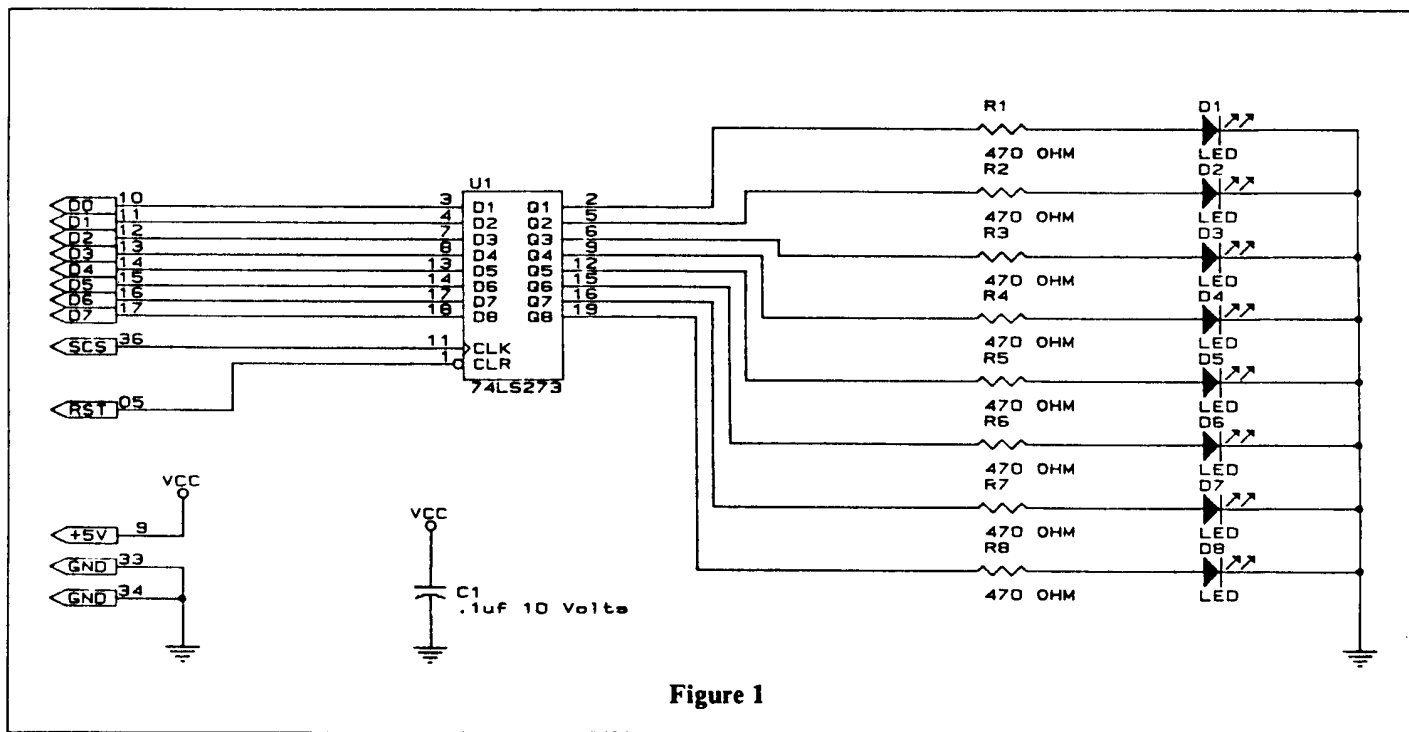 R1
D1
470 OHM
LED
R2
D2
470 OHM
LED
R3
D3
470 OHM
LED
R4
D4
470 OHM
LED
R5
D5
470 OHM
LED
R6
D6
470 OHM
LED
R7
D7
470 OHM
LED
R8
D8
470 OHM
LED
U1
D0 10 3 D1 Q1 2
D1 11 4 D2 Q2 5
D2 12 7 D3 Q3 6
D3 13 8 D4 Q4 9
D4 14 13 D5 Q5 12
D5 15 14 D6 Q6 15
D6 16 17 D7 Q7 16
D7 17 18 D8 Q8 19
SCS 36 11 CLK
1 CLR
74LS273
RST 05
VCC
+5V 9
GND 33
GND 34
VCC
C1
.1uf 10 Volts
Figure 1